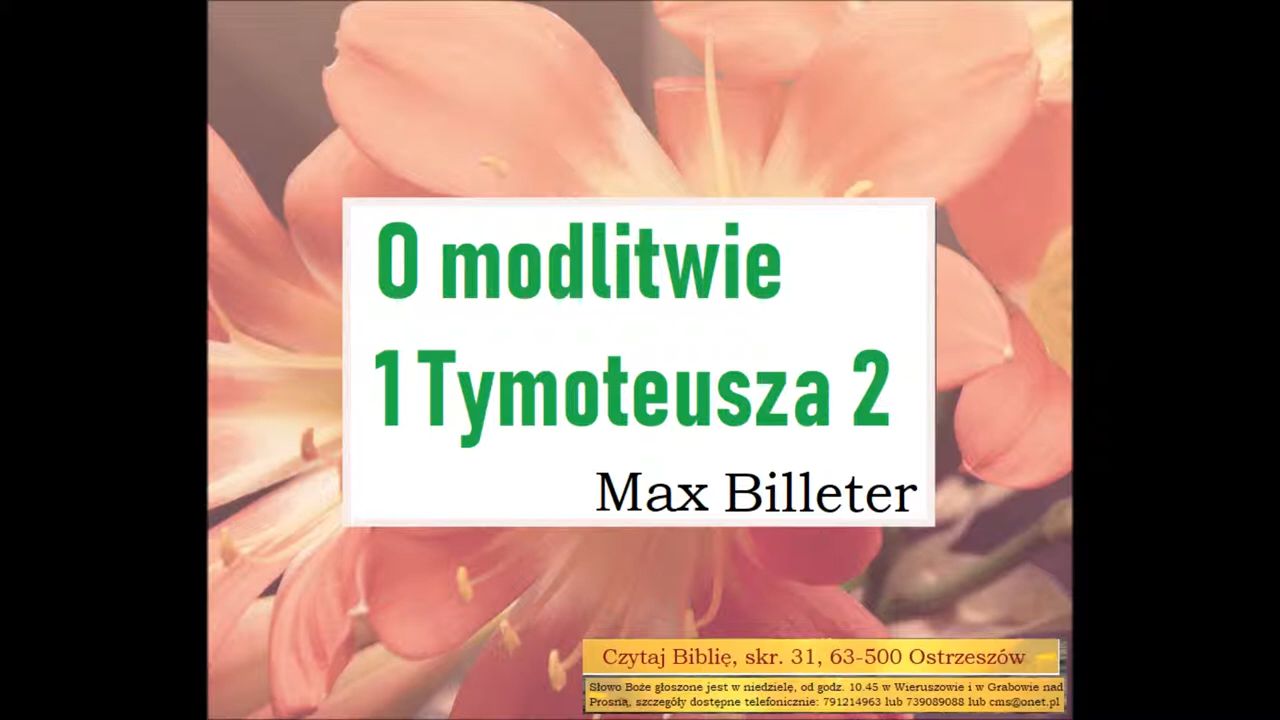 O modlitwie
1 Tymoteusza 2
Max Billeter
Czytaj Biblię, skr. 31, 63-500 Ostrzeszów
Słowo Boże głoszone jest w niedzielę, od godz. 10.45 w Wieruszowie i w Grabowie nad
Prosną, szczegóły dostępne telefonicznie: 791214963 lub 739089088 lub cms@onet.pl